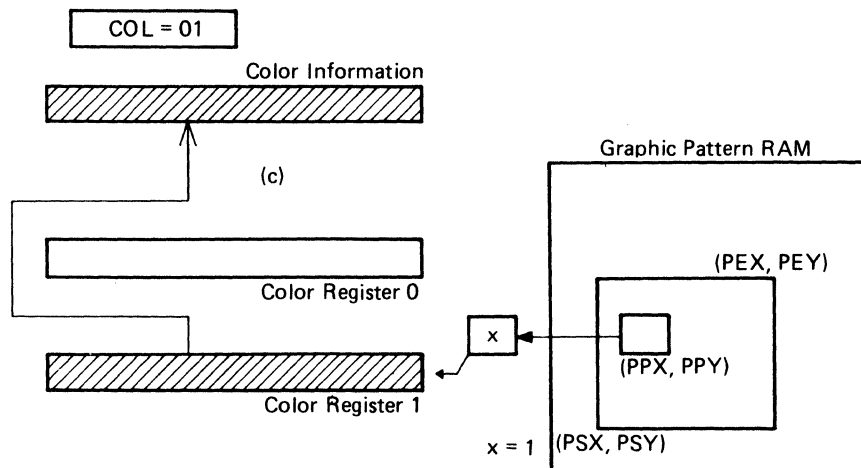 COL = 01
Color Information
Graphic Pattern RAM
(c)
(PEX, PEY)
Color Register 0
x
(PPX, PPY)
Color Register 1
x = 1
(PSX, PSY)